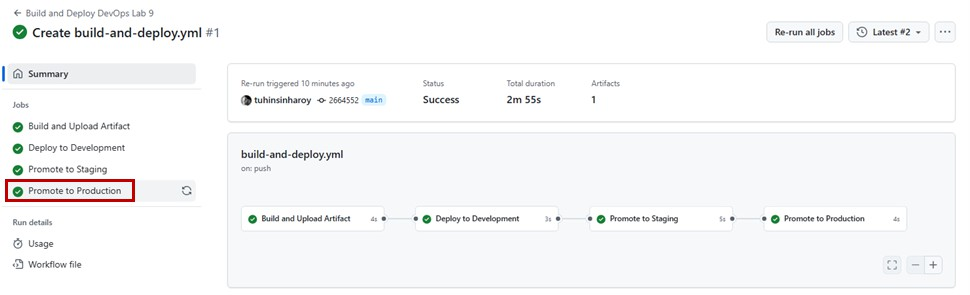 Build and Deploy DevOps Lab 9
Create build-and-deploy.yml #1
Re-run all jobs
Latest #2
Summary
Jobs
Build and Upload Artifact
Deploy to Development
Promote to Staging
Promote to Production
Run details
Usage
Workflow file
Re-run triggered 10 minutes ago
tuhinsinharoy 2664552 main
Status
Success
Total duration
2m 55s
Artifacts
1
build-and-deploy.yml
on: push
Build and Upload Artifact 4s
Deploy to Development 3s
Promote to Staging 5s
Promote to Production 4s